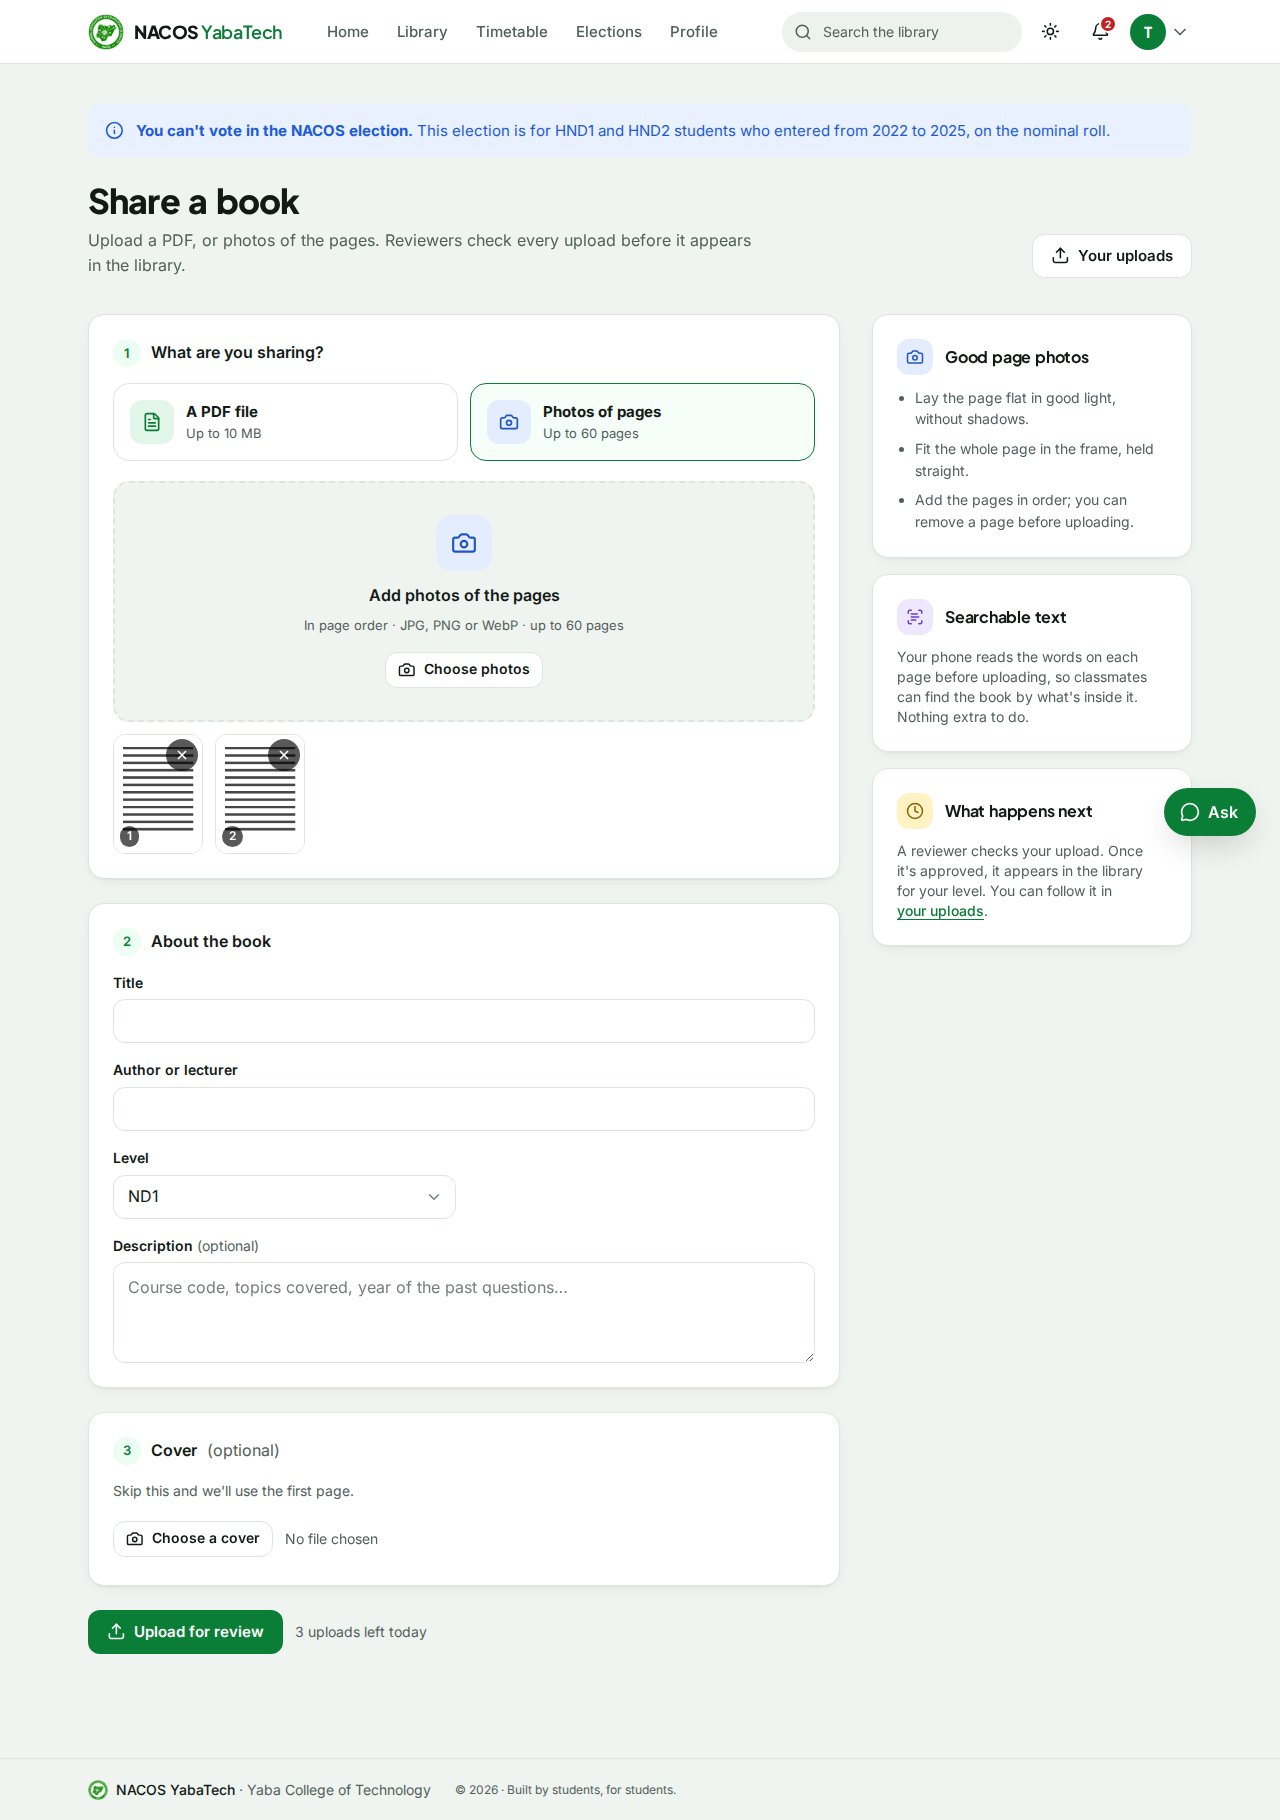 NACOS YabaTech
Home
Library
Timetable
Elections
Profile
Search the library
2
T
You can't vote in the NACOS election. This election is for HND1 and HND2 students who entered from 2022 to 2025, on the nominal roll.
Share a book
Upload a PDF, or photos of the pages. Reviewers check every upload before it appears
in the library.
Your uploads
1 What are you sharing?
A PDF file
Up to 10 MB
Photos of pages
Up to 60 pages
Add photos of the pages
In page order · JPG, PNG or WebP · up to 60 pages
Choose photos
1
2
2 About the book
Title
Author or lecturer
Level
ND1
Description (optional)
Course code, topics covered, year of the past questions...
3 Cover (optional)
Skip this and we'll use the first page.
Choose a cover
No file chosen
Upload for review
3 uploads left today
Good page photos
• Lay the page flat in good light,
without shadows.
• Fit the whole page in the frame, held
straight.
• Add the pages in order; you can
remove a page before uploading.
Searchable text
Your phone reads the words on each
page before uploading, so classmates
can find the book by what's inside it.
Nothing extra to do.
What happens next
A reviewer checks your upload. Once
it's approved, it appears in the library
for your level. You can follow it in
your uploads.
Ask
NACOS YabaTech · Yaba College of Technology
© 2026 · Built by students, for students.